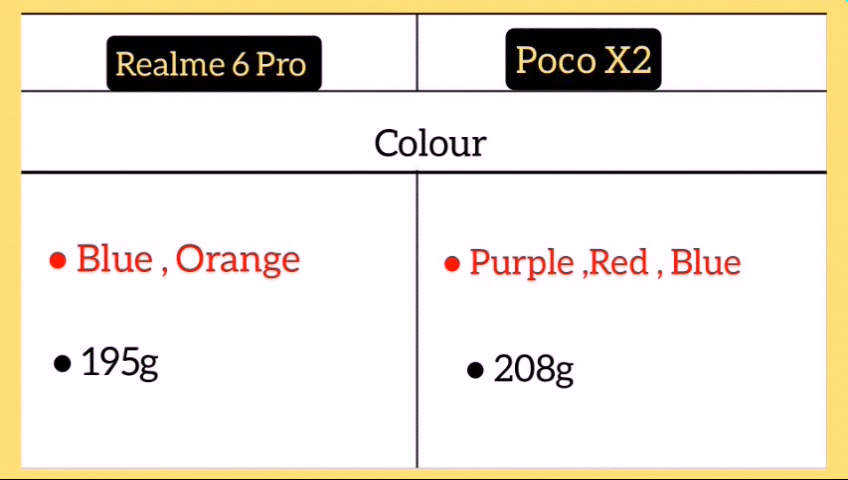 Realme 6 Pro
Poco X2
Colour
• Blue , Orange
• Purple ,Red , Blue
• 195g
• 208g